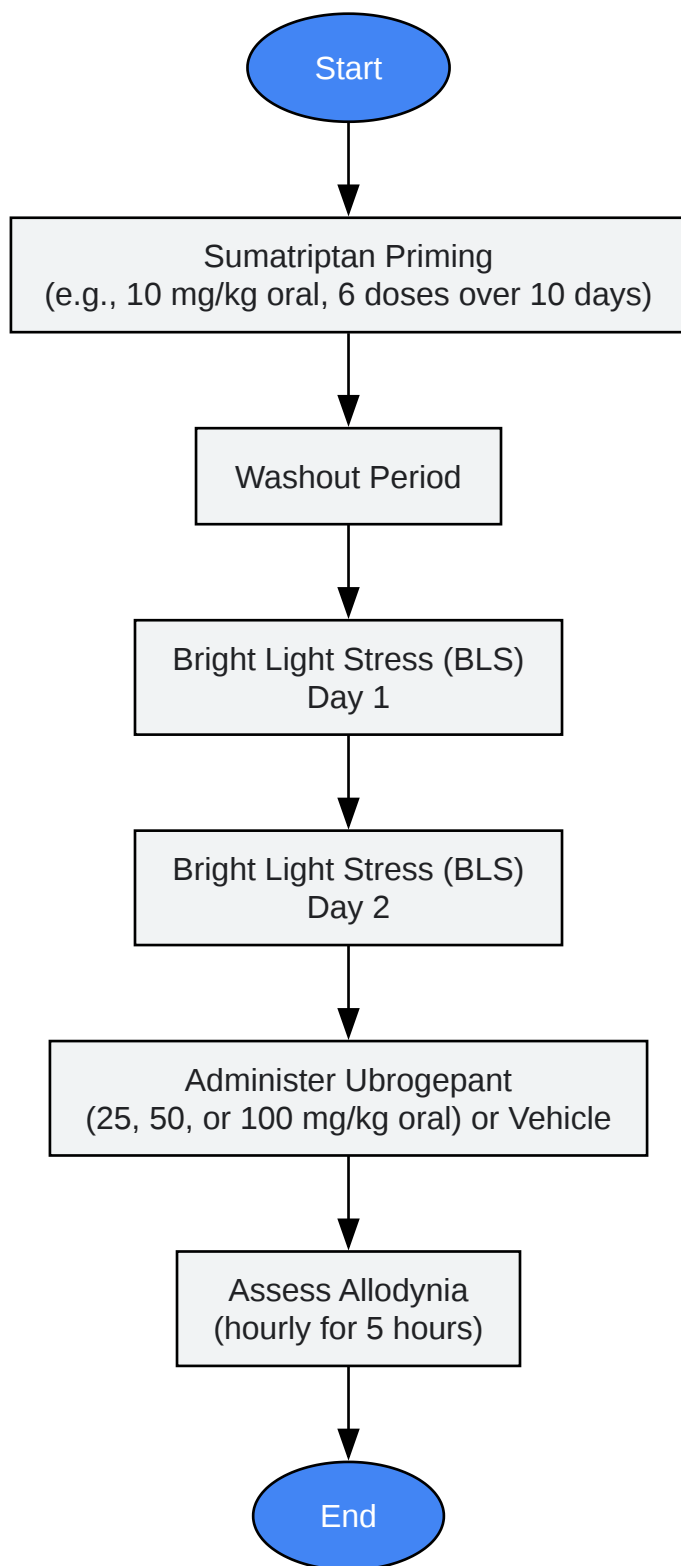 Start
Sumatriptan Priming
(e.g., 10 mg/kg oral, 6 doses over 10 days)
Washout Period
Bright Light Stress (BLS)
Day 1
Bright Light Stress (BLS)
Day 2
Administer Ubrogepant
(25, 50, or 100 mg/kg oral) or Vehicle
Assess Allodynia
(hourly for 5 hours)
End